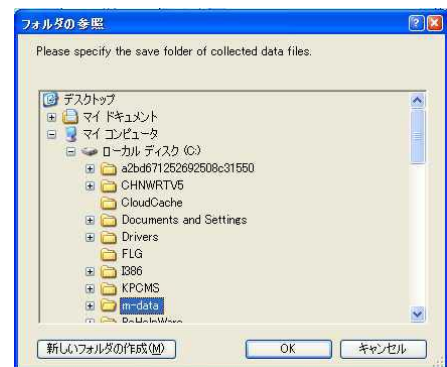 フォルダの参照
Please specify the save folder of collected data files.
デスクトップ
マイ ドキュメント
マイ コンピュータ
ローカル ディスク (C:)
a2bd671252692508c31550
CHNWRTV5
CloudCache
Documents and Settings
Drivers
FLG
I386
KPCMS
m-data
新しいフォルダの作成(M)
OK
キャンセル